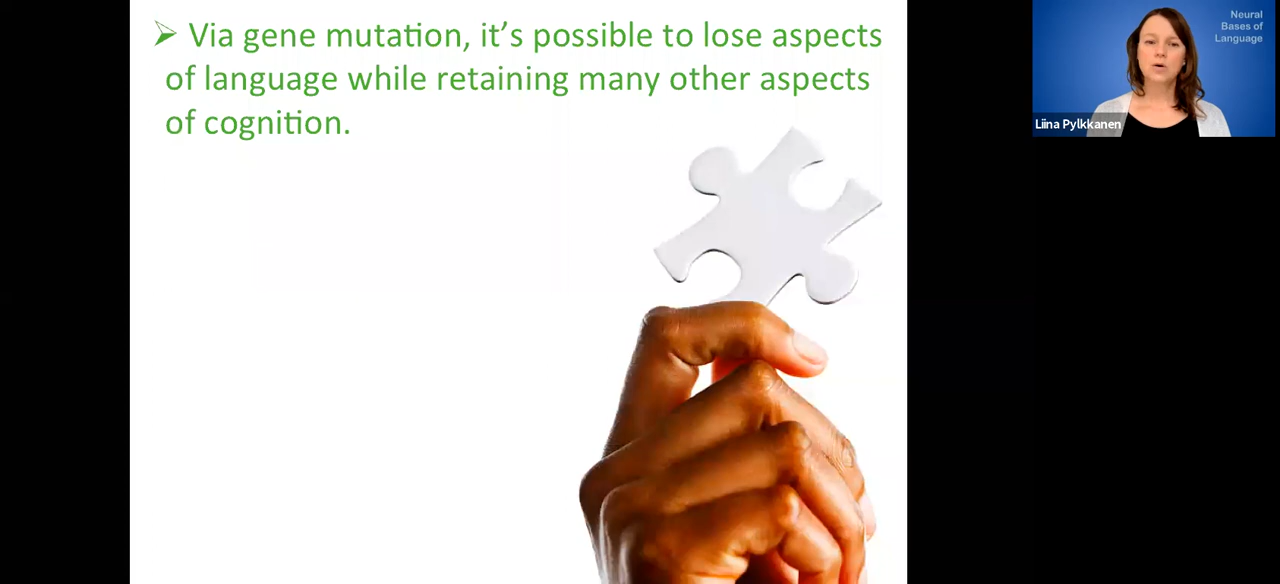 ➢ Via gene mutation, it's possible to lose aspects
of language while retaining many other aspects
of cognition.
Neural
Bases of
Language
Liina Pylkkanen